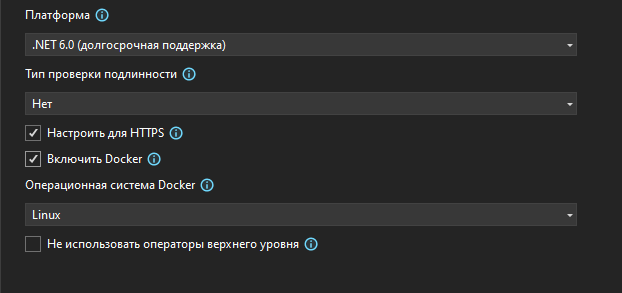 Платформа
.NET 6.0 (долгосрочная поддержка)
Тип проверки подлинности
Нет
Настроить для HTTPS
Включить Docker
Операционная система Docker
Linux
Не использовать операторы верхнего уровня